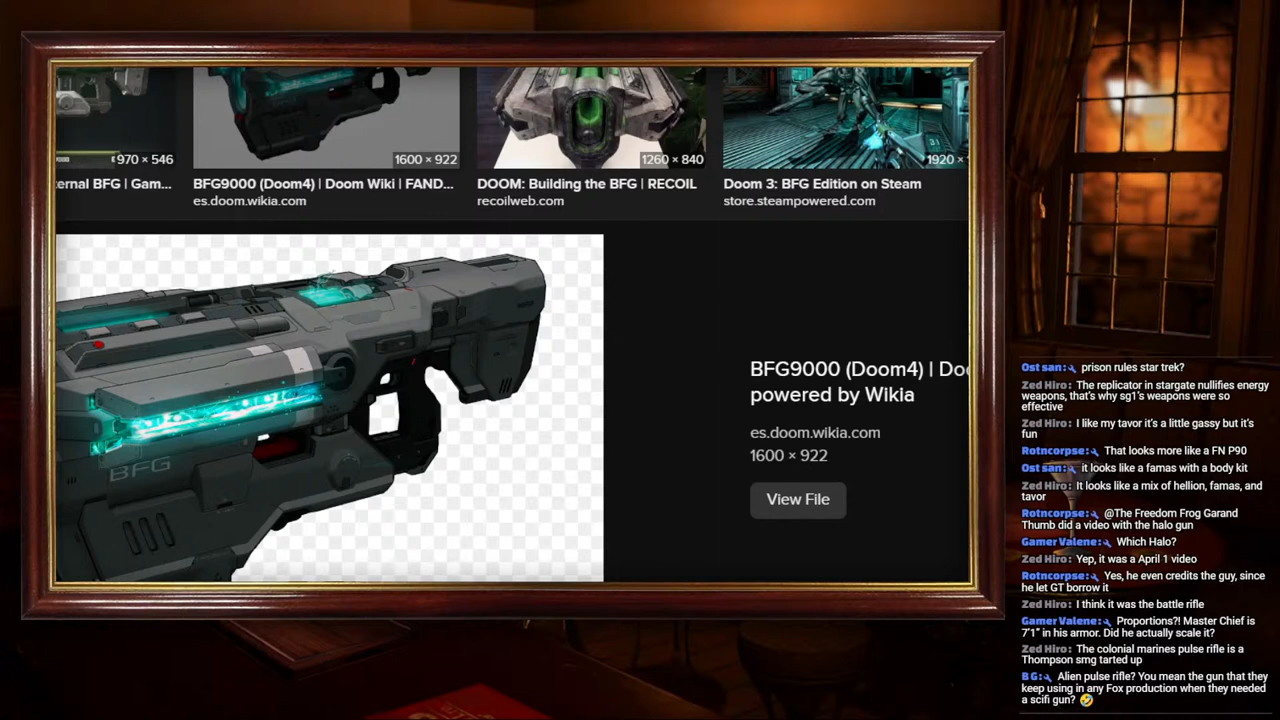 970 × 546
1600 × 922
1260 × 840
1920 ×
ternal BFG | Gam...
BFG9000 (Doom4) | Doom Wiki | FAND...
es.doom.wikia.com
DOOM: Building the BFG | RECOIL
recoilweb.com
Doom 3: BFG Edition on Steam
store.steampowered.com
BFG
BFG9000 (Doom4) | Doo
powered by Wikia
es.doom.wikia.com
1600 × 922
View File
Ost san: prison rules star trek?
Zed Hiro: The replicator in stargate nullifies energy
weapons, that's why sg1's weapons were so
effective
Zed Hiro: I like my tavor it's a little gassy but it's
fun
Rotncorpse: That looks more like a FN P90
Ost san: it looks like a famas with a body kit
Zed Hiro: It looks like a mix of hellion, famas, and
tavor
Rotncorpse: @The Freedom Frog Garand
Thumb did a video with the halo gun
Gamer Valene: Which Halo?
Zed Hiro: Yep, it was a April 1 video
Rotncorpse: Yes, he even credits the guy, since
he let GT borrow it
Zed Hiro: I think it was the battle rifle
Gamer Valene: Proportions?! Master Chief is
7'1" in his armor. Did he actually scale it?
Zed Hiro: The colonial marines pulse rifle is a
Thompson smg tarted up
BG: Alien pulse rifle? You mean the gun that they
keep using in any Fox production when they needed
a scifi gun? 🤣